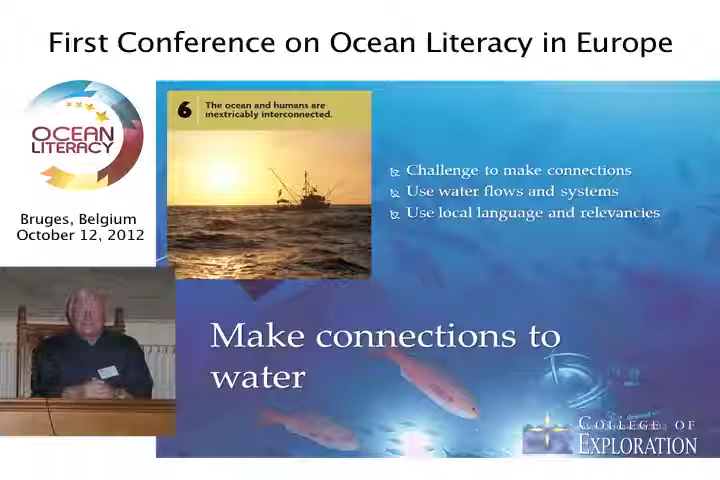 First Conference on Ocean Literacy in Europe
OCEAN
LITERACY
Bruges, Belgium
October 12, 2012
6
The ocean and humans are
inextricably interconnected.
Challenge to make connections
Use water flows and systems
Use local language and relevancies
Make connections to
water
COLLEGE OF
EXPLORATION